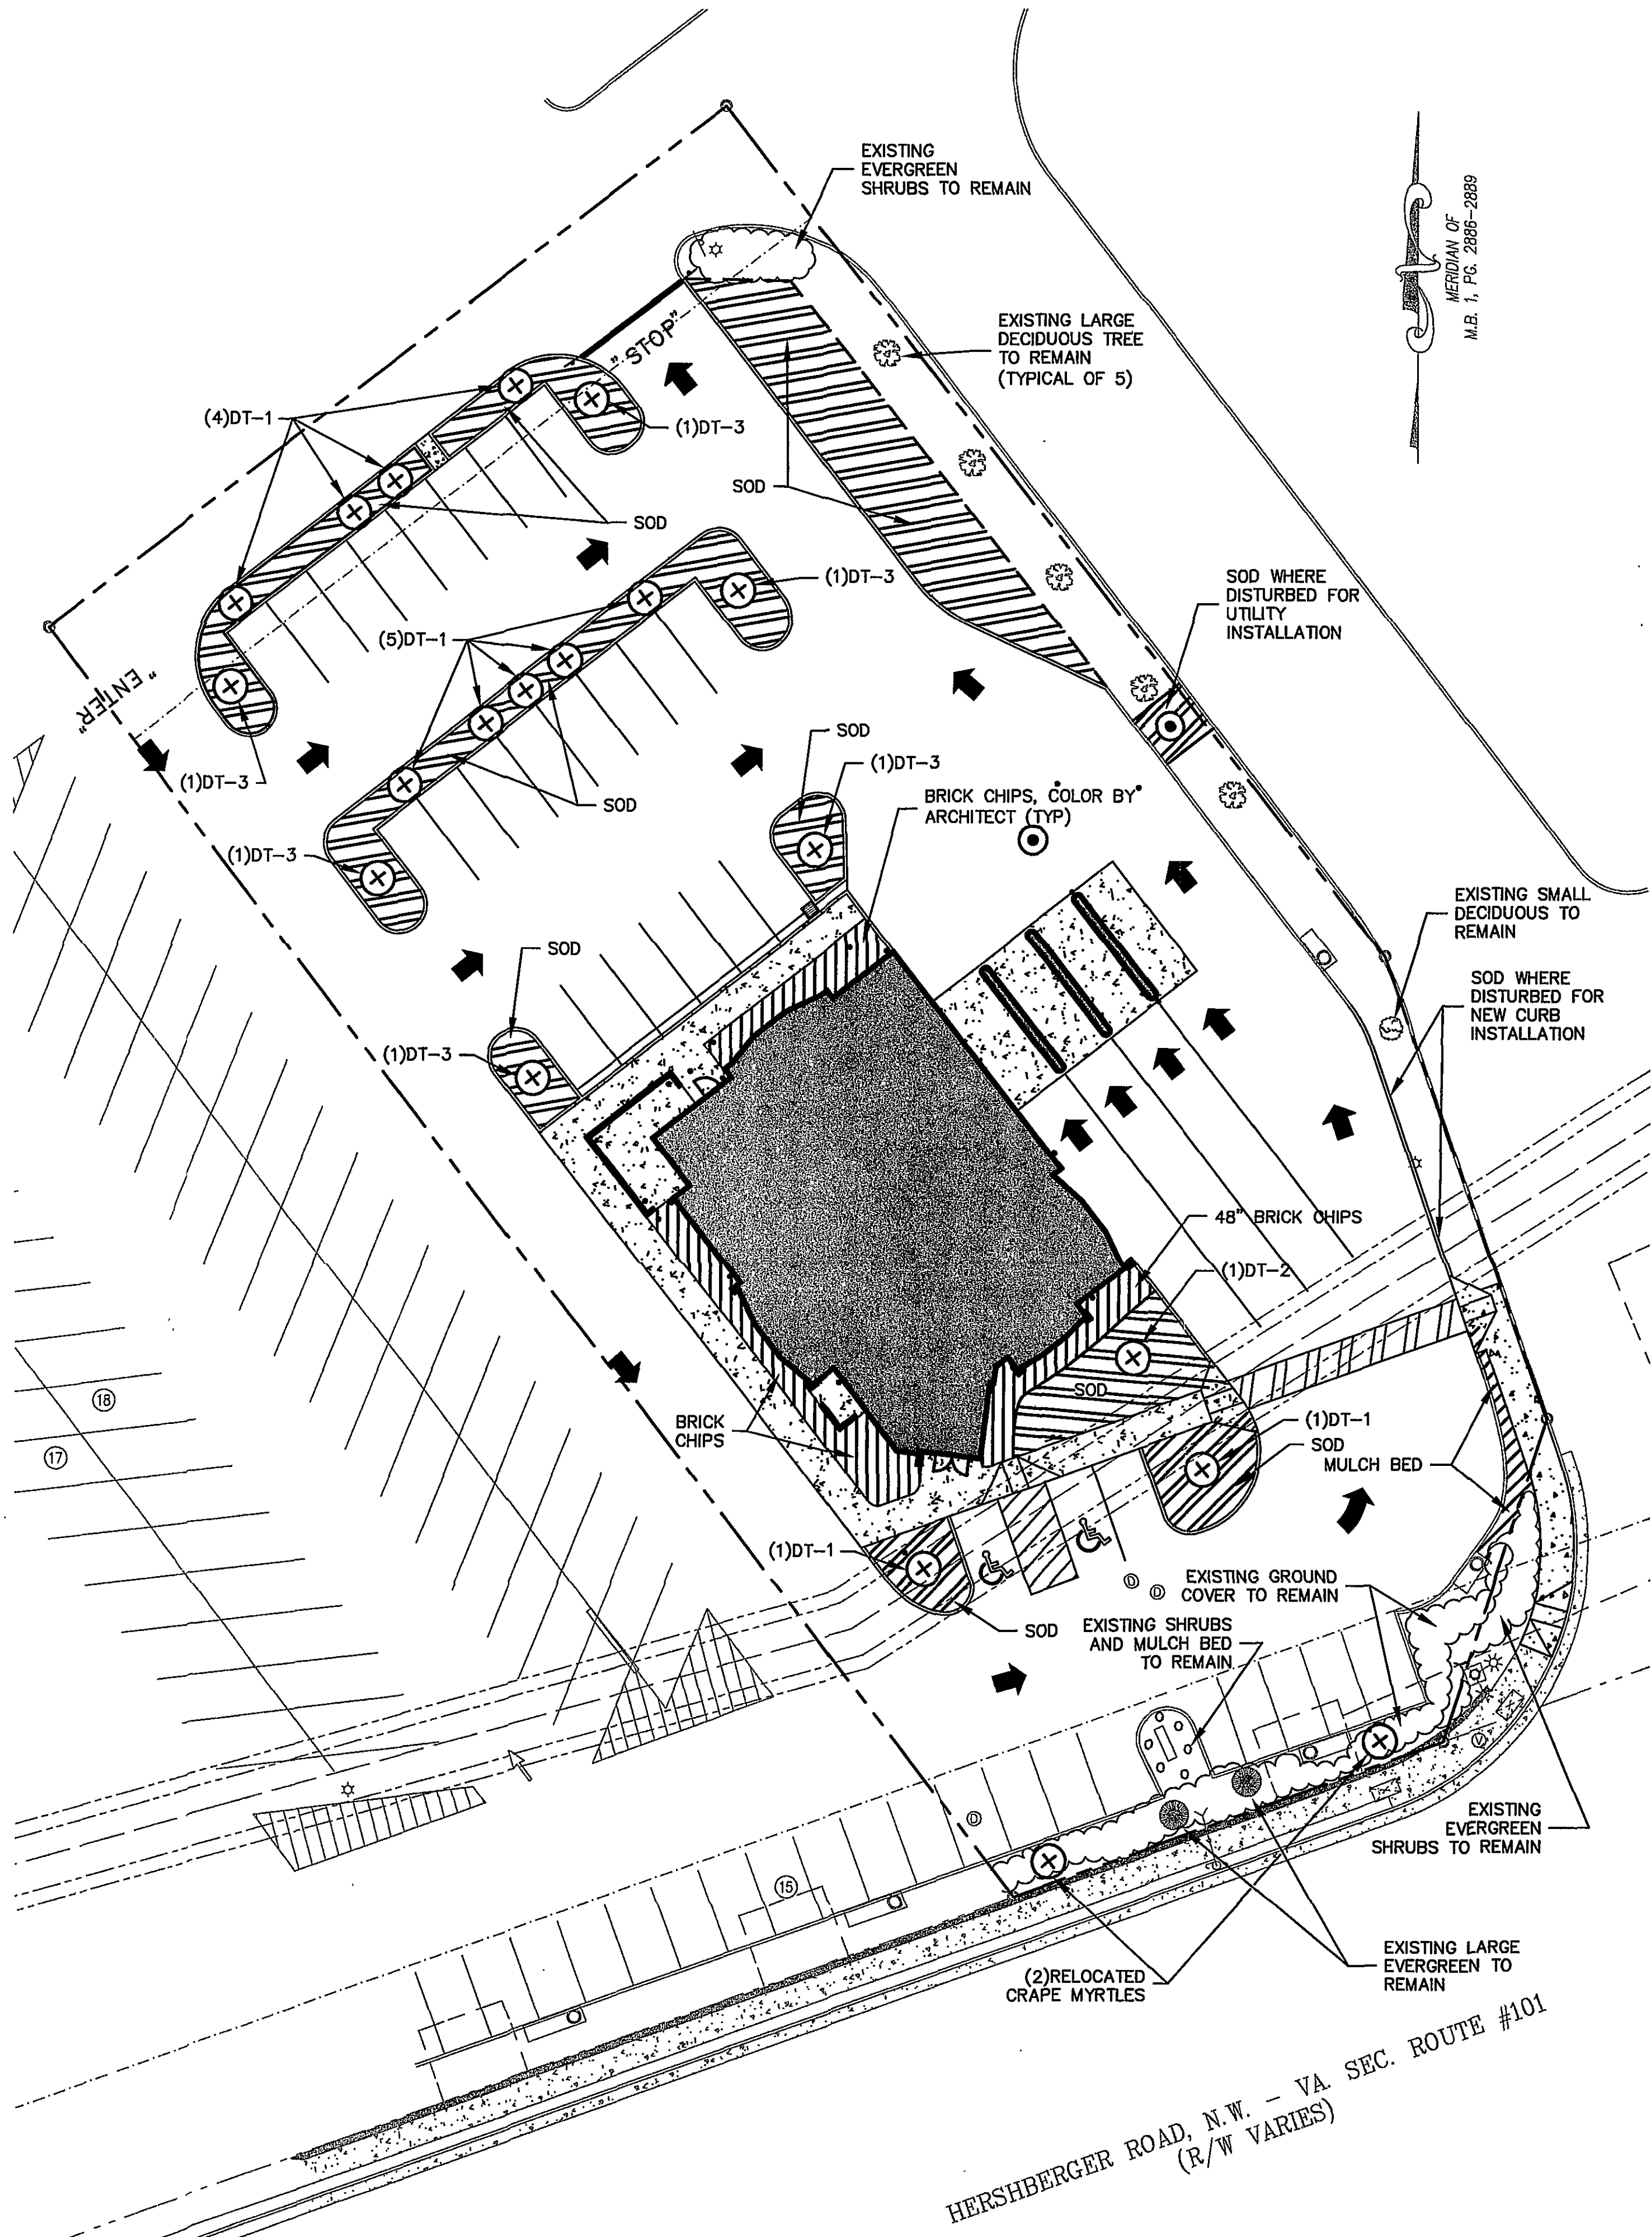 EXISTING
EVERGREEN
SHRUBS TO REMAIN
MERIDIAN OF
M.B. 1, PG. 2886-2889
EXISTING LARGE
DECIDUOUS TREE
TO REMAIN
(TYPICAL OF 5)
"STOP"
(4)DT-1
(1)DT-3
SOD
SOD
(1)DT-3
SOD WHERE
DISTURBED FOR
UTILITY
INSTALLATION
(5)DT-1
"ENTER"
SOD
(1)DT-3
(1)DT-3
SOD
BRICK CHIPS, COLOR BY
ARCHITECT (TYP)
SOD
(1)DT-3
EXISTING SMALL
DECIDUOUS TO
REMAIN
SOD
SOD WHERE
DISTURBED FOR
NEW CURB
INSTALLATION
(1)DT-3
48" BRICK CHIPS
(1)DT-2
SOD
18
17
BRICK
CHIPS
(1)DT-1
SOD
MULCH BED
(1)DT-1
D
D
EXISTING GROUND
COVER TO REMAIN
SOD
EXISTING SHRUBS
AND MULCH BED
TO REMAIN
V
D
EXISTING
EVERGREEN
SHRUBS TO REMAIN
15
EXISTING LARGE
EVERGREEN TO
REMAIN
(2)RELOCATED
CRAPE MYRTLES
HERSHBERGER ROAD, N.W. - VA. SEC. ROUTE #101
(R/W VARIES)